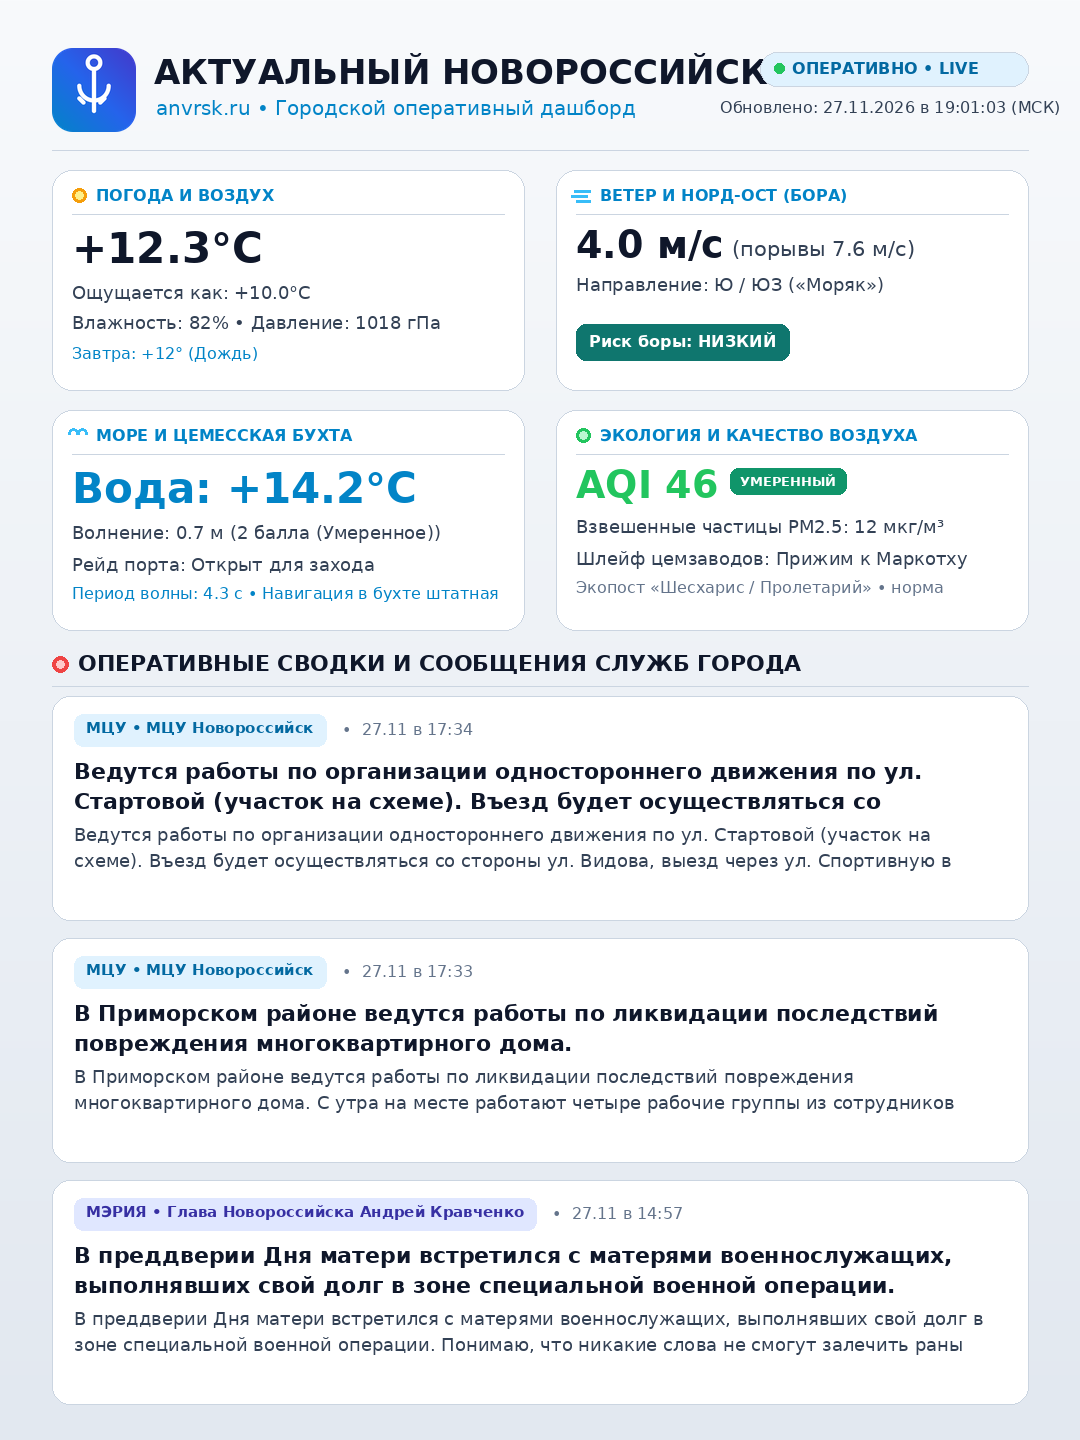 АКТУАЛЬНЫЙ НОВОРОССИЙСК
ОПЕРАТИВНО • LIVE
anvrsk.ru • Городской оперативный дашборд
Обновлено: 27.11.2026 в 19:01:03 (МСК)
ПОГОДА И ВОЗДУХ
+12.3°C
Ощущается как: +10.0°C
Влажность: 82% • Давление: 1018 гПа
Завтра: +12° (Дождь)
ВЕТЕР И НОРД-ОСТ (БОРА)
4.0 м/с (порывы 7.6 м/с)
Направление: Ю / ЮЗ («Моряк»)
Риск боры: НИЗКИЙ
МОРЕ И ЦЕМЕССКАЯ БУХТА
Вода: +14.2°C
Волнение: 0.7 м (2 балла (Умеренное))
Рейд порта: Открыт для захода
Период волны: 4.3 с • Навигация в бухте штатная
ЭКОЛОГИЯ И КАЧЕСТВО ВОЗДУХА
AQI 46 УМЕРЕННЫЙ
Взвешенные частицы PM2.5: 12 мкг/м³
Шлейф цемзаводов: Прижим к Маркотху
Экопост «Шесхарис / Пролетарий» • норма
ОПЕРАТИВНЫЕ СВОДКИ И СООБЩЕНИЯ СЛУЖБ ГОРОДА
МЦУ • МЦУ Новороссийск • 27.11 в 17:34
Ведутся работы по организации одностороннего движения по ул.
Стартовой (участок на схеме). Въезд будет осуществляться со
Ведутся работы по организации одностороннего движения по ул. Стартовой (участок на
схеме). Въезд будет осуществляться со стороны ул. Видова, выезд через ул. Спортивную в
МЦУ • МЦУ Новороссийск • 27.11 в 17:33
В Приморском районе ведутся работы по ликвидации последствий
повреждения многоквартирного дома.
В Приморском районе ведутся работы по ликвидации последствий повреждения
многоквартирного дома. С утра на месте работают четыре рабочие группы из сотрудников
МЭРИЯ • Глава Новороссийска Андрей Кравченко • 27.11 в 14:57
В преддверии Дня матери встретился с матерями военнослужащих,
выполнявших свой долг в зоне специальной военной операции.
В преддверии Дня матери встретился с матерями военнослужащих, выполнявших свой долг в
зоне специальной военной операции. Понимаю, что никакие слова не смогут залечить раны